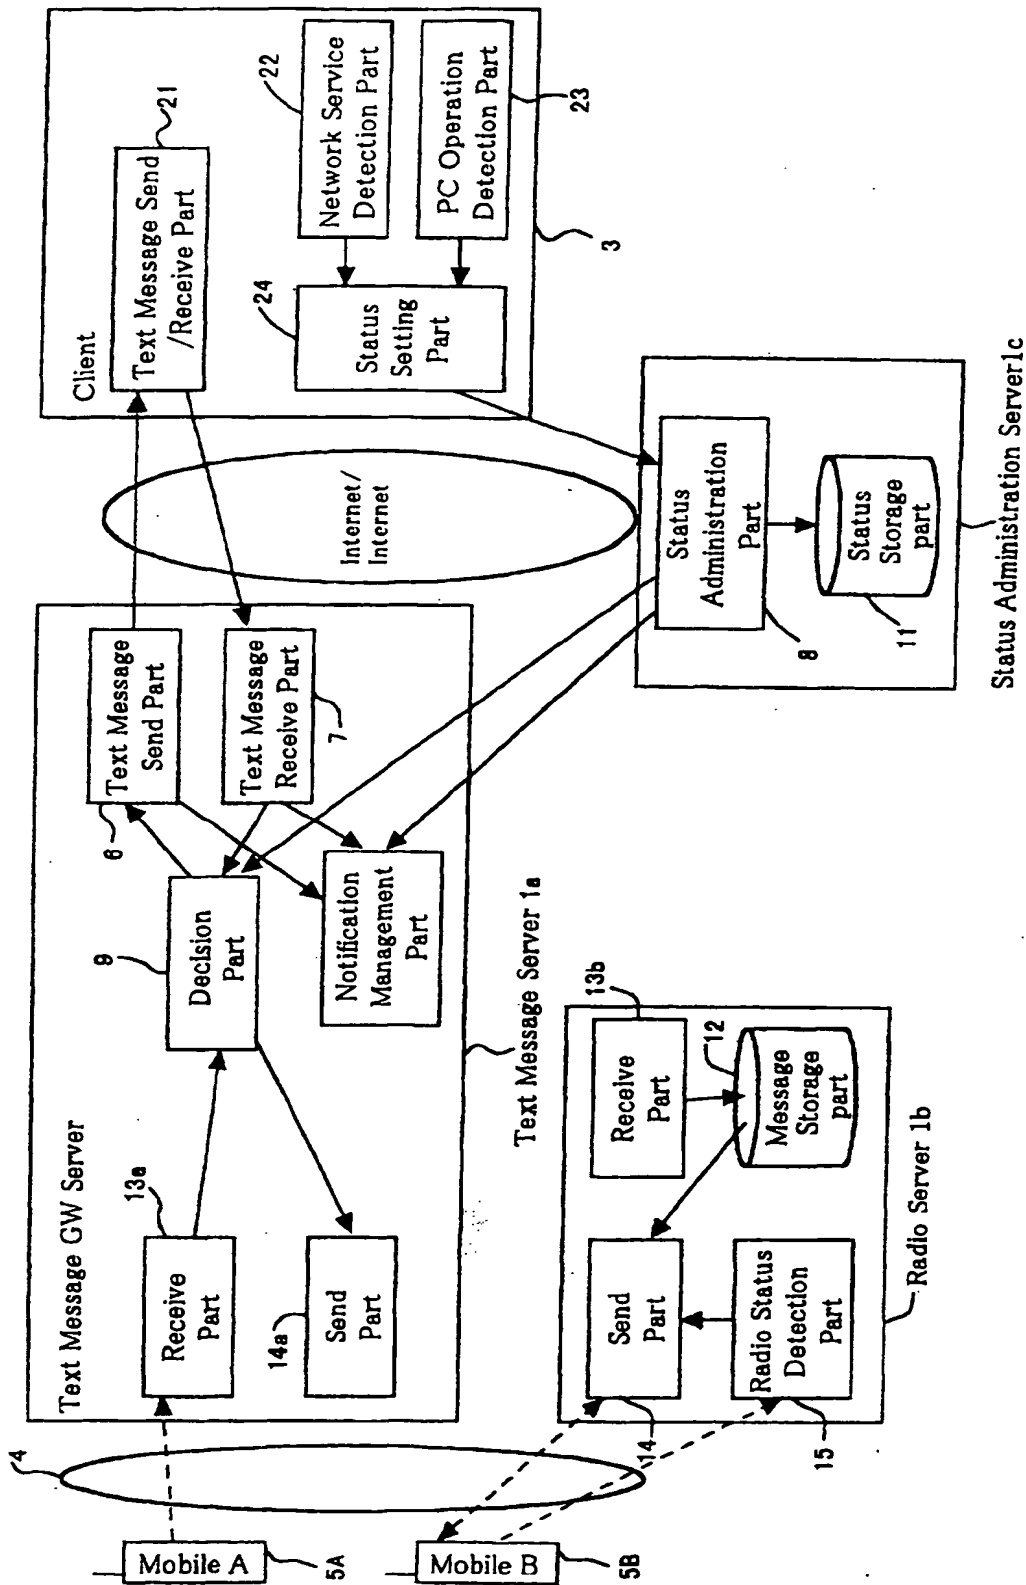 4
Mobile A
5A
Mobile B
5B
Text Message GW Server
13a
Receive
Part
14a
Send
Part
9
Decision
Part
6
Text Message
Send Part
Text Message
Receive Part
7
Notification
Management
Part
Text Message Server 1a
Internet/
Internet
Client
21
Text Message Send
/Receive Part
22
Network Service
Detection Part
PC Operation
Detection Part
23
24
Status
Setting
Part
3
Send
Part
14
Receive
Part
13b
12
Message
Storage
part
Radio Status
Detection
Part
15
Radio Server 1b
Status
Administration
Part
8
Status
Storage
part
11
Status Administration Server1c